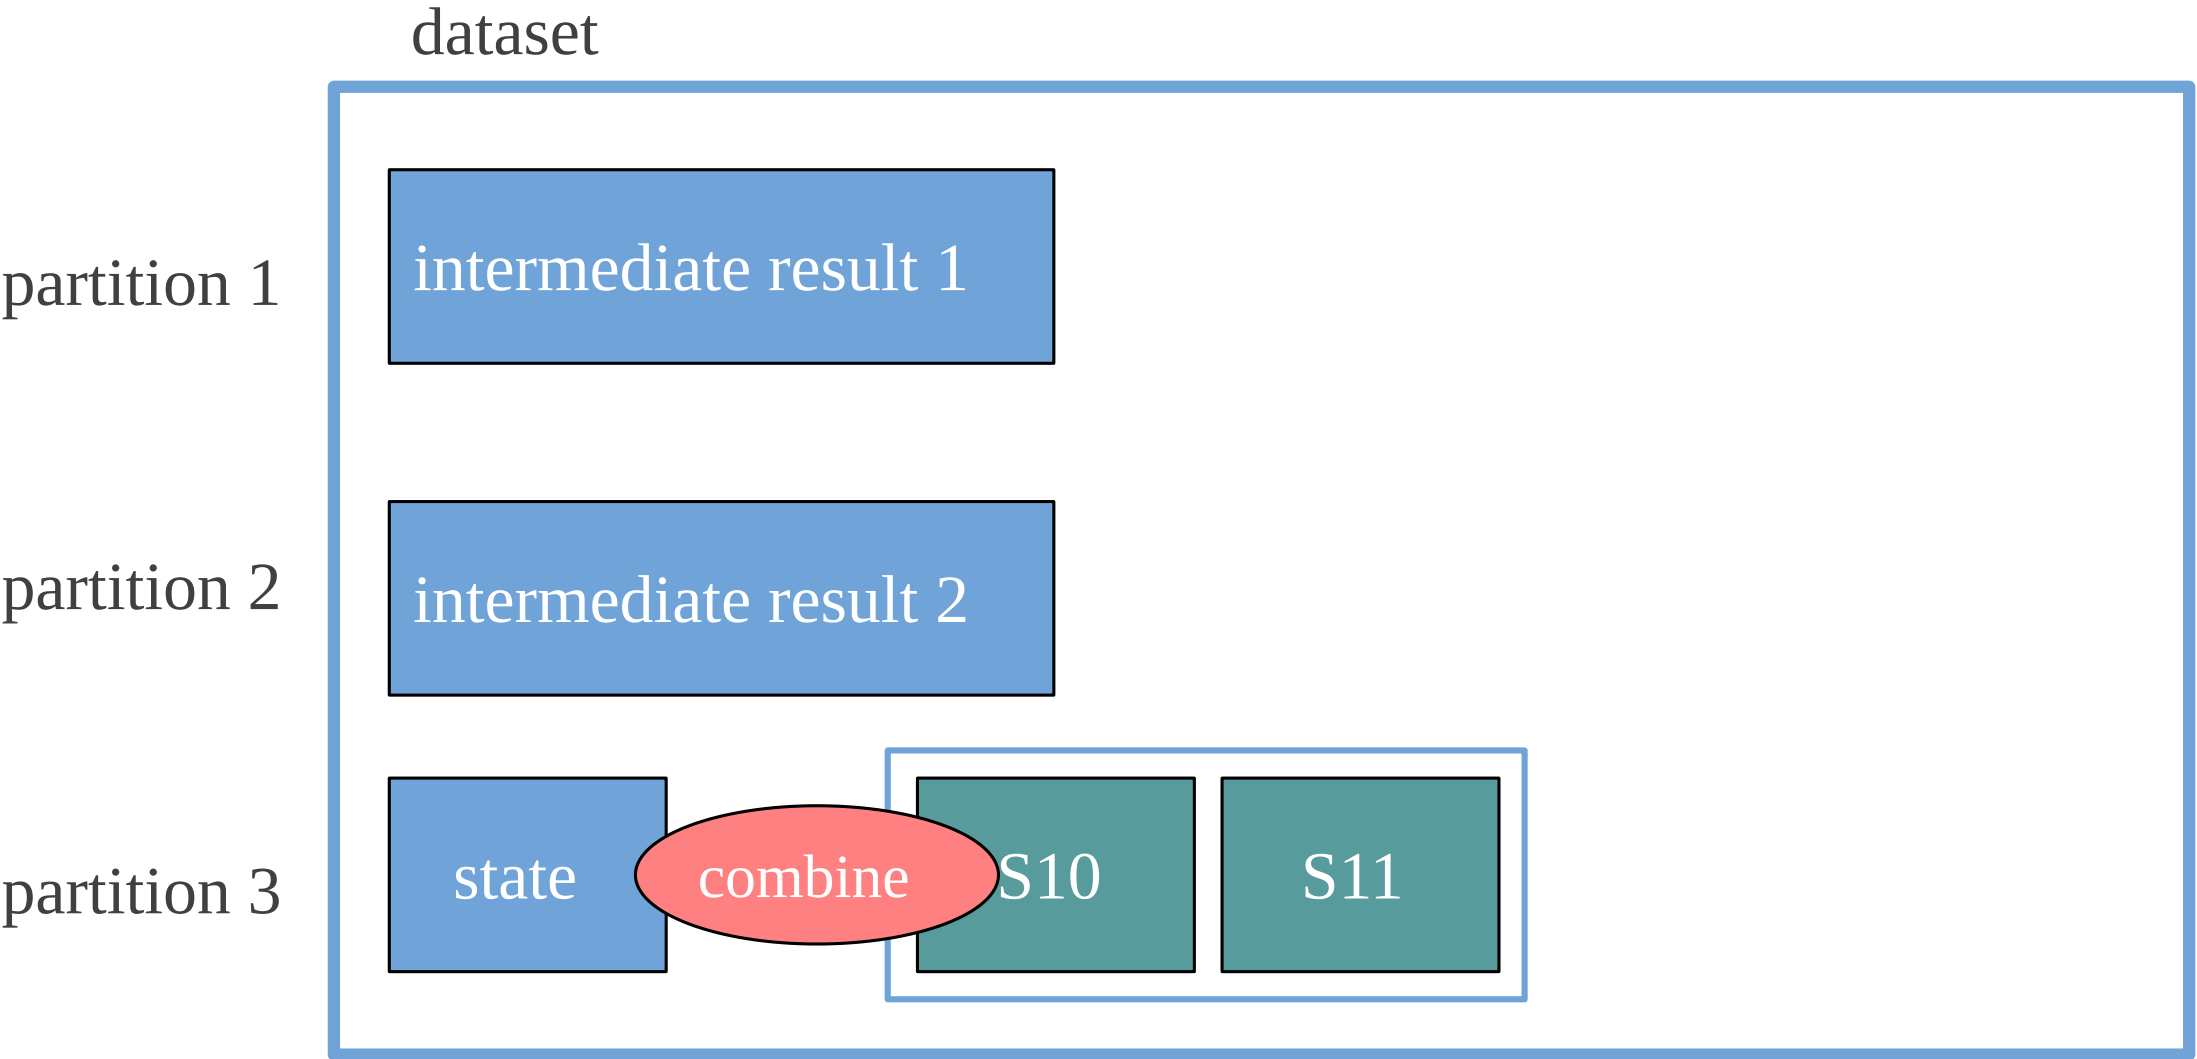 dataset
partition 1
intermediate result 1
partition 2
intermediate result 2
partition 3
state
combine
S10
S11